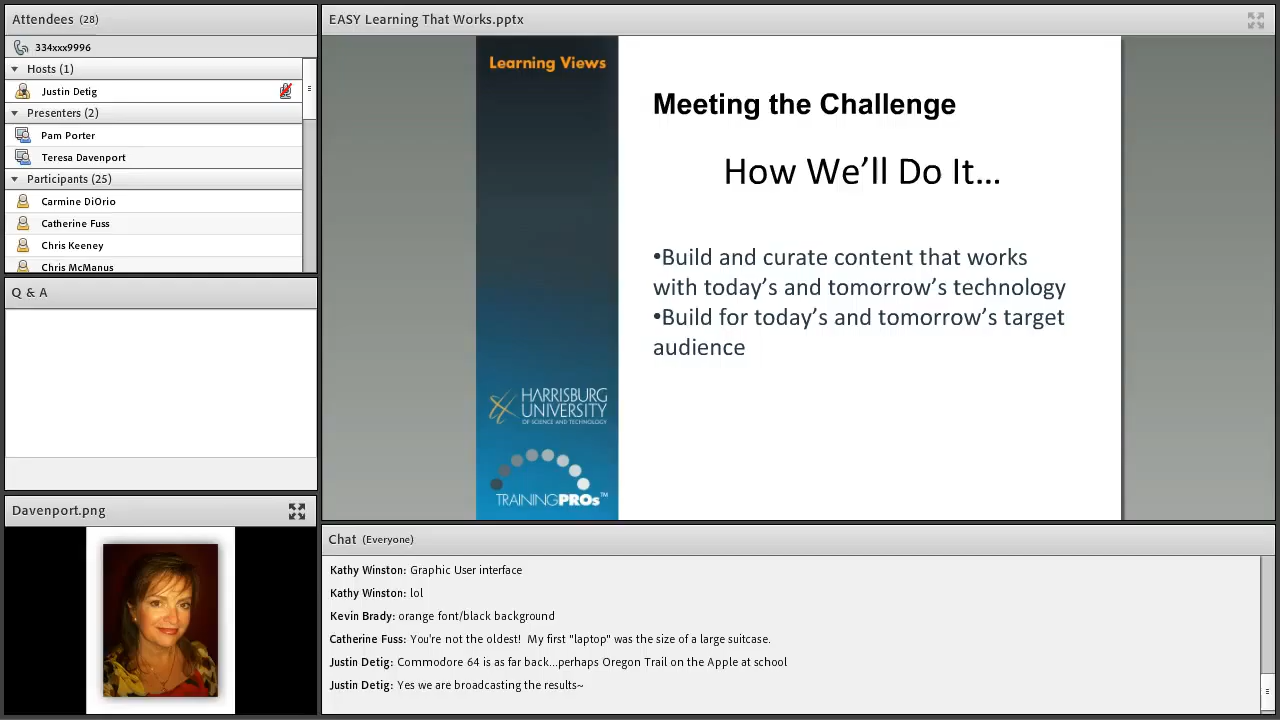 Attendees (28)
334xxx9996
Hosts (1)
Justin Detig
Presenters (2)
Pam Porter
Teresa Davenport
Participants (25)
Carmine DiOrio
Catherine Fuss
Chris Keeney
Chris McManus
Q & A
Davenport.png
EASY Learning That Works.pptx
Learning Views
HARRISBURG
UNIVERSITY
OF SCIENCE AND TECHNOLOGY
TRAININGPROs™
Meeting the Challenge
How We’ll Do It…
•Build and curate content that works
with today’s and tomorrow’s technology
•Build for today’s and tomorrow’s target
audience
Chat (Everyone)
Kathy Winston: Graphic User interface
Kathy Winston: lol
Kevin Brady: orange font/black background
Catherine Fuss: You're not the oldest! My first "laptop" was the size of a large suitcase.
Justin Detig: Commodore 64 is as far back...perhaps Oregon Trail on the Apple at school
Justin Detig: Yes we are broadcasting the results~